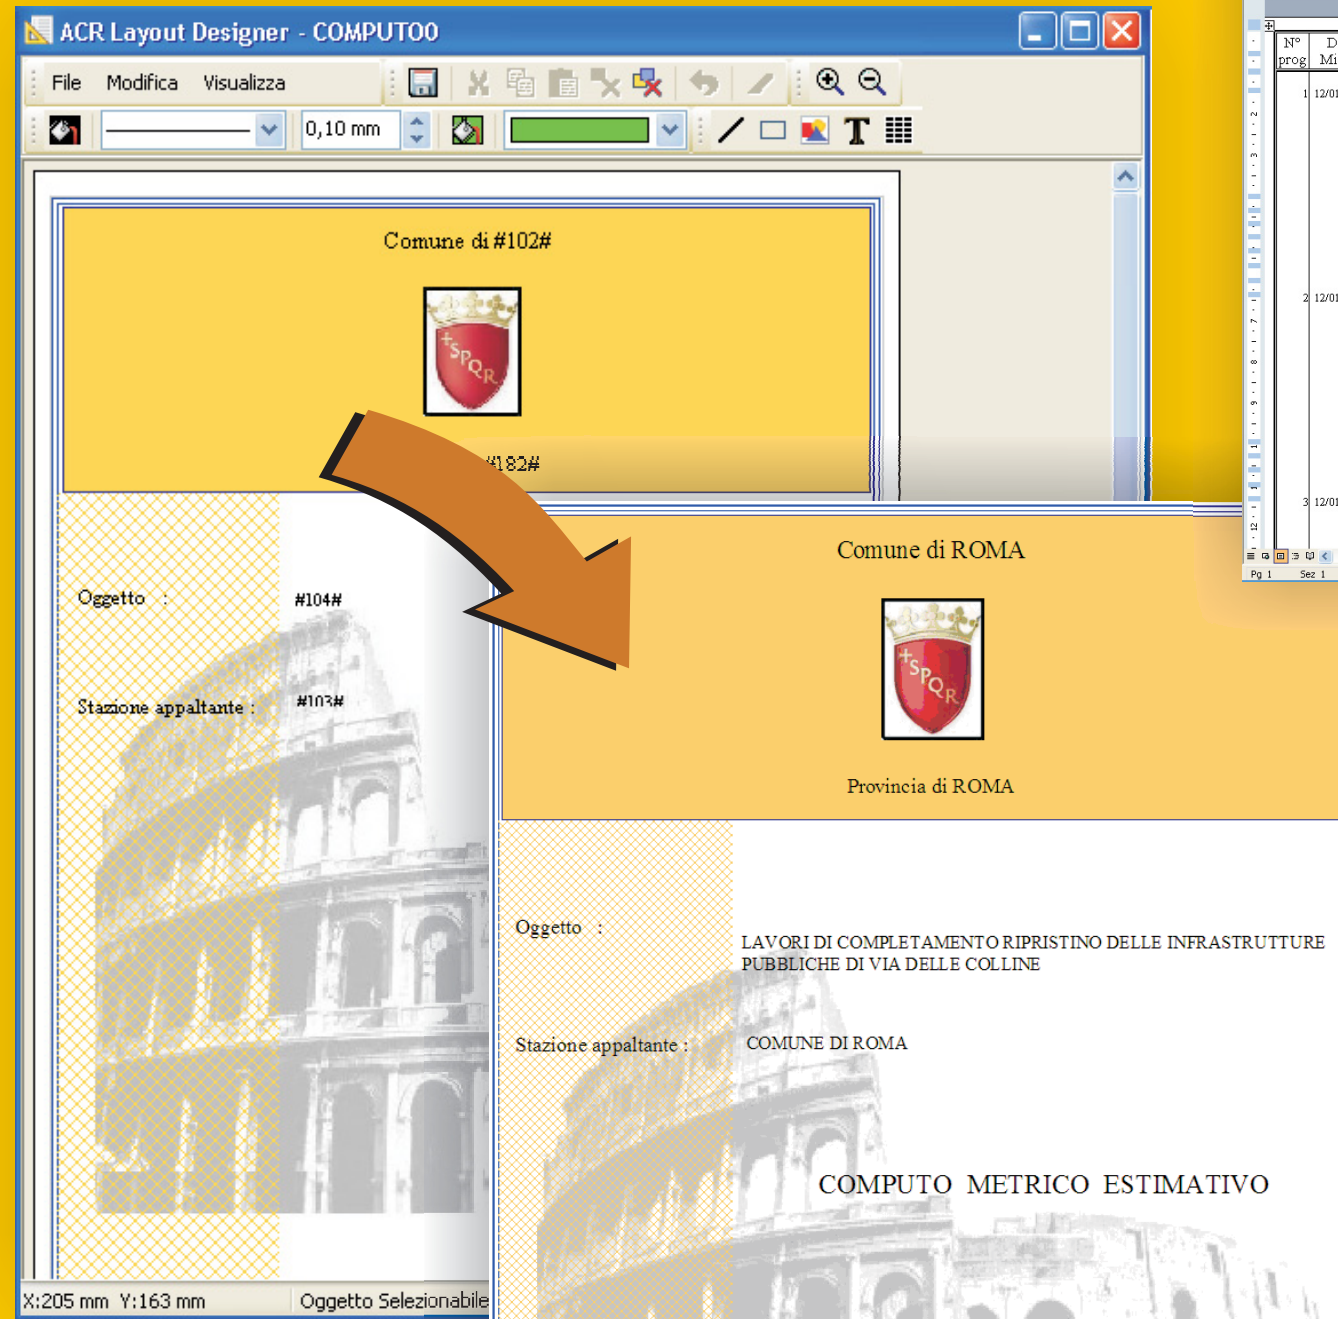 ACR Layout Designer - COMPUTO0
File Modifica Visualizza
0,10 mm
T
Comune di #102#
+SPQR
#182#
Oggetto :
#104#
Stazione appaltante :
#103#
X:205 mm Y:163 mm
Oggetto Selezionabile
Comune di ROMA
+SPQR
Provincia di ROMA
Oggetto :
LAVORI DI COMPLETAMENTO RIPRISTINO DELLE INFRASTRUTTURE
PUBBLICHE DI VIA DELLE COLLINE
Stazione appaltante :
COMUNE DI ROMA
COMPUTO METRICO ESTIMATIVO
N° D
prog Mi
1 12/01
2 12/01
3 12/01
Pg 1 Sez 1